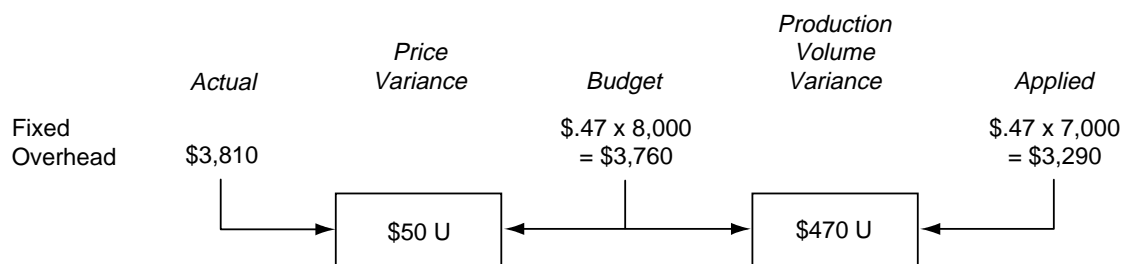 Production
Price Volume
Actual Variance Budget Variance Applied
Fixed $.47 x 8,000 $.47 x 7,000
Overhead $3,810 = $3,760 = $3,290
$50 U $470 U